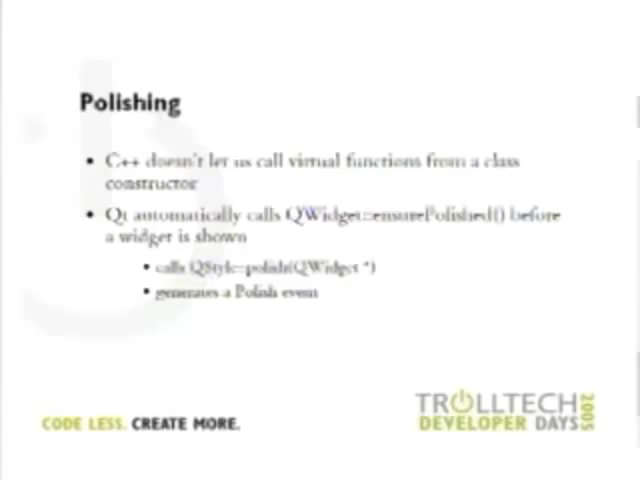 Polishing
• C++ doesn't let us call virtual functions from a class
constructor
• Qt automatically calls QWidget::ensurePolished() before
a widget is shown
• calls QStyle::polish(QWidget *)
• generates a Polish event
CODE LESS. CREATE MORE.
TROLLTECH
DEVELOPER DAYS 2005